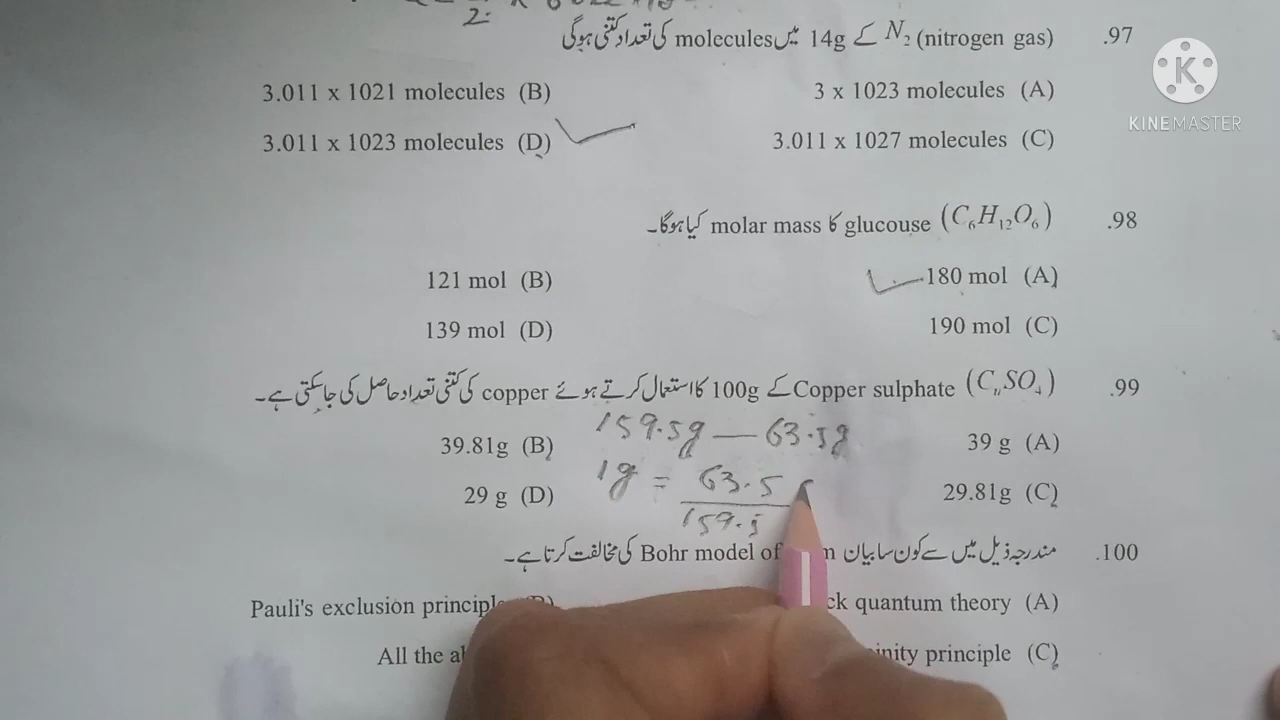 .97 N2 (nitrogen gas) کے 14g میں molecules کی تعداد کتنی ہوگی
KINEMASTER
(A) 3 x 1023 molecules (B) 3.011 x 1021 molecules
(C) 3.011 x 1027 molecules (D) 3.011 x 1023 molecules
.98 (C6H12O6) glucouse کا molar mass کیا ہوگا۔
(A) 180 mol (B) 121 mol
(C) 190 mol (D) 139 mol
.99 (CuSO4) Copper sulphate کے 100g کا استعمال کرتے ہوئے copper کی کتنی تعداد حاصل کی جاسکتی ہے۔
(A) 39 g (B) 39.81g
159.5g — 63.5g
(C) 29.81g (D) 29 g
1g = 63.5
159.5
.100 مندرجہ ذیل میں سے کون سا بیان Bohr model of کی مخالفت کرتا ہے۔
(A) quantum theory (B) Pauli's exclusion principle
(C) principle All the